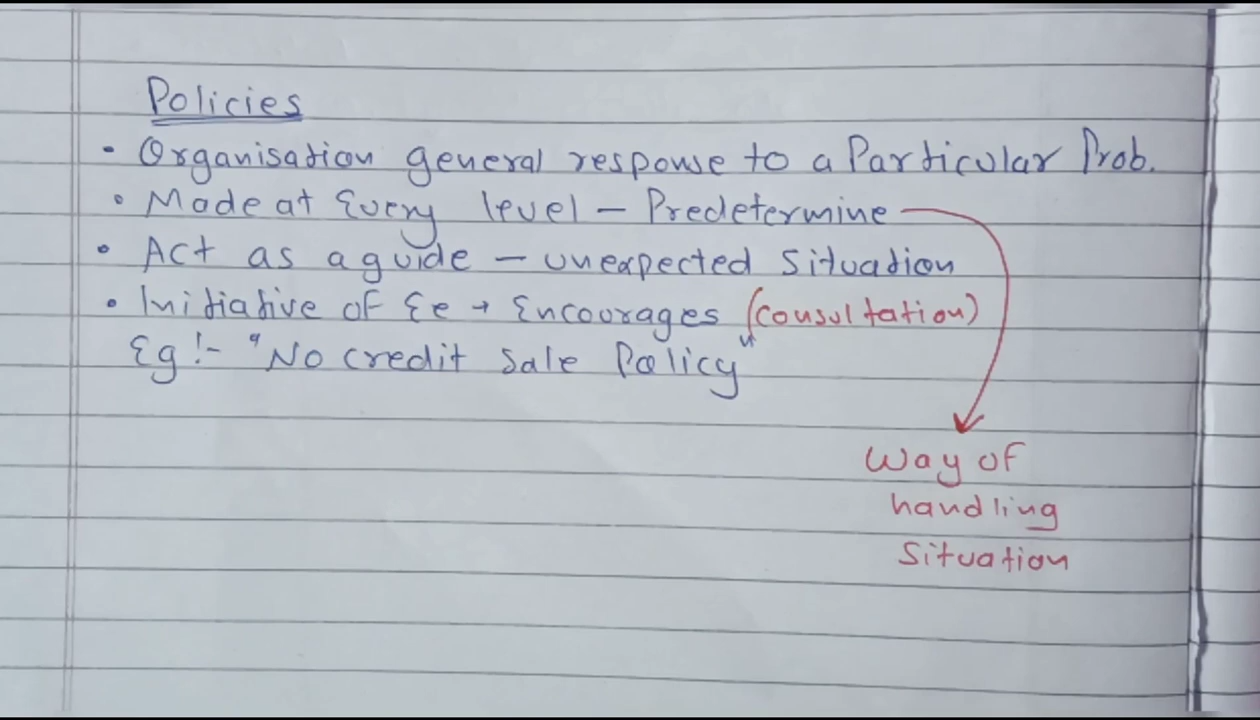 Policies
• Organisation general response to a Particular Prob.
• Made at Every level – Predetermine
• Act as a guide – unexpected Situation
• Initiative of Ee → Encourages (consultation)
Eg :- "No credit Sale Policy"
Way of
handling
Situation